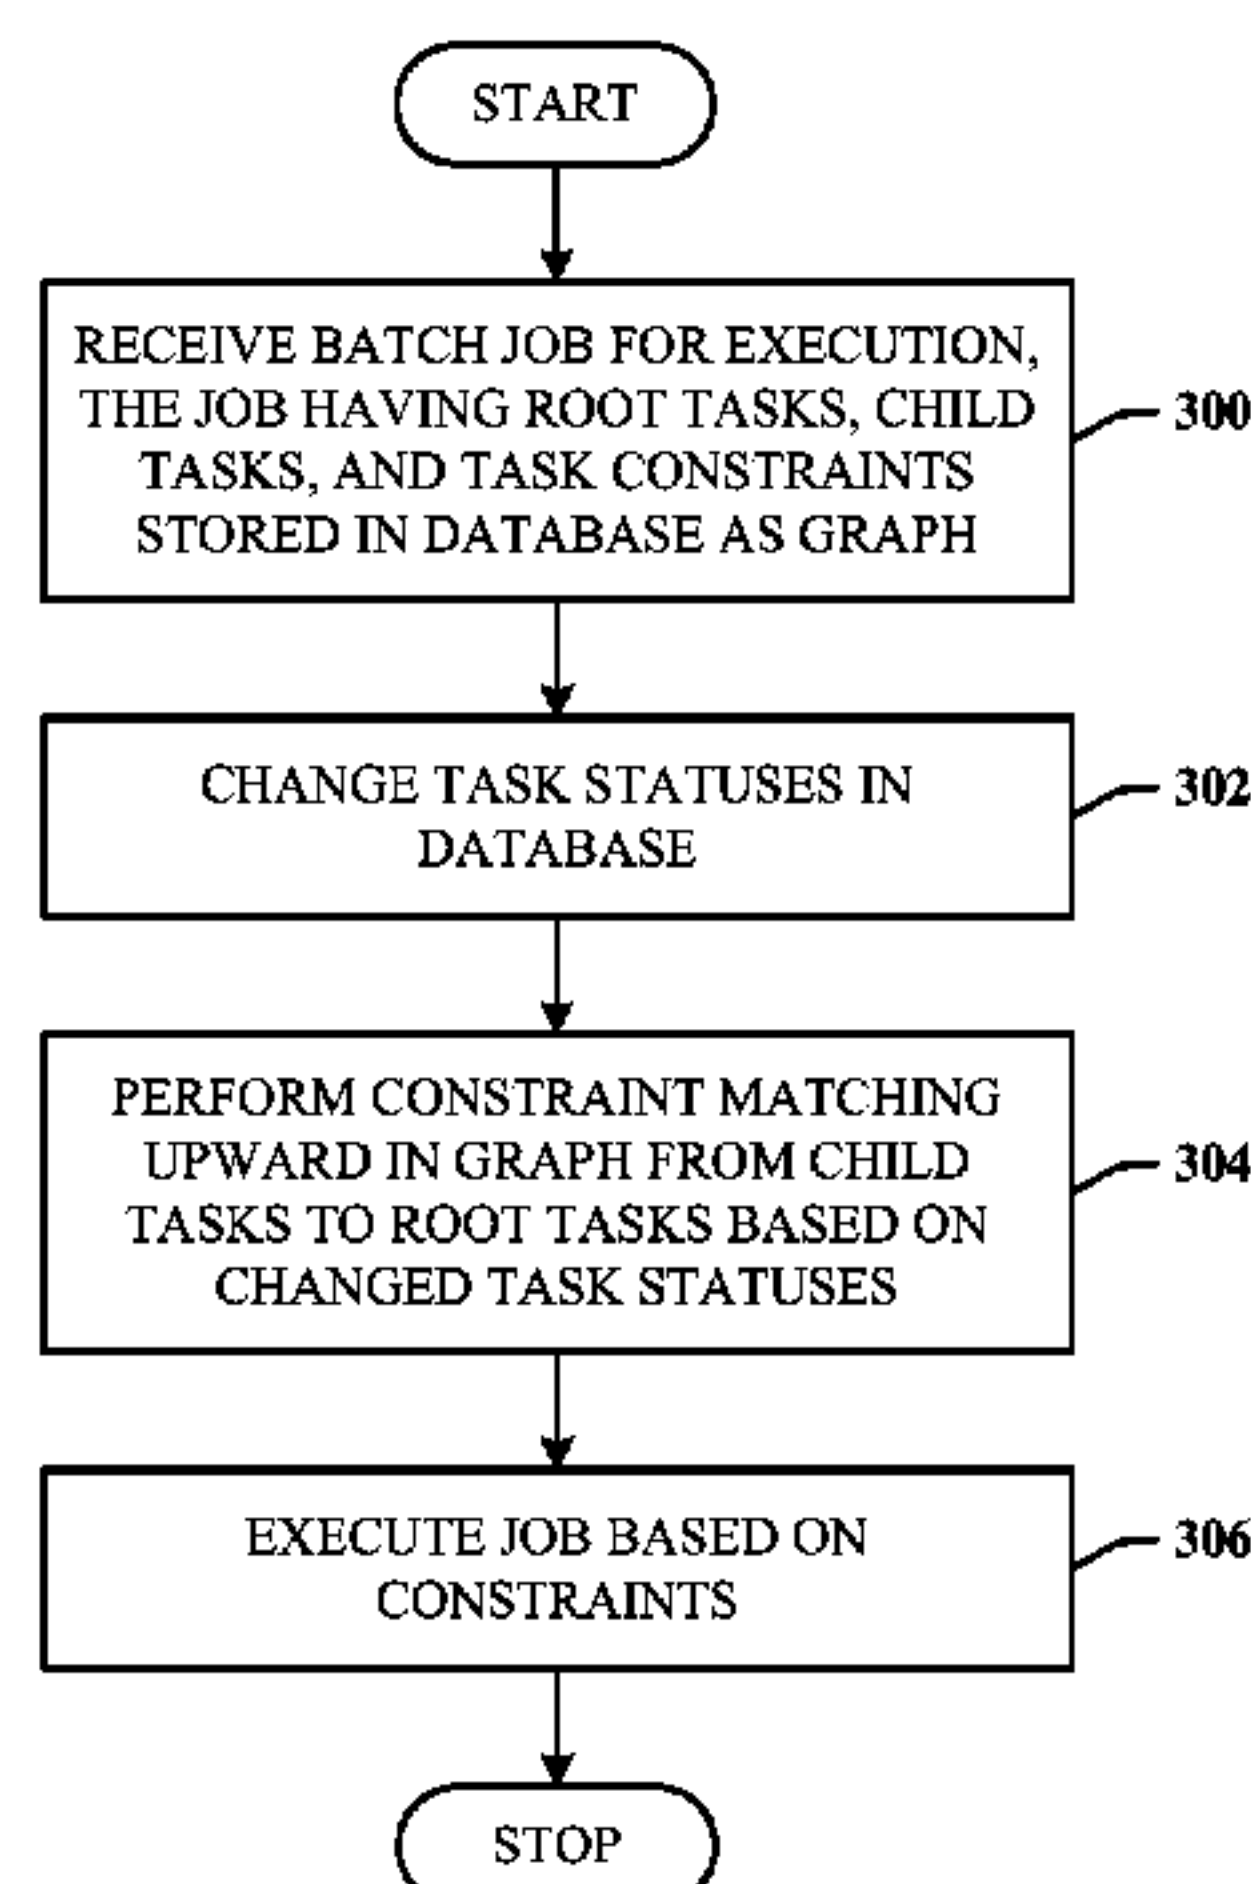 START
RECEIVE BATCH JOB FOR EXECUTION,
THE JOB HAVING ROOT TASKS, CHILD
TASKS, AND TASK CONSTRAINTS
STORED IN DATABASE AS GRAPH
300
CHANGE TASK STATUSES IN
DATABASE
302
PERFORM CONSTRAINT MATCHING
UPWARD IN GRAPH FROM CHILD
TASKS TO ROOT TASKS BASED ON
CHANGED TASK STATUSES
304
EXECUTE JOB BASED ON
CONSTRAINTS
306
STOP